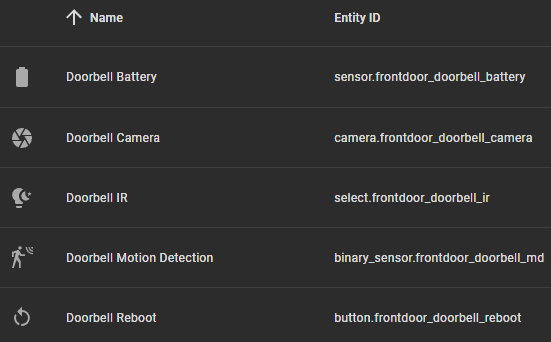 Name Entity ID
Doorbell Battery sensor.frontdoor_doorbell_battery
Doorbell Camera camera.frontdoor_doorbell_camera
Doorbell IR select.frontdoor_doorbell_ir
Doorbell Motion Detection binary_sensor.frontdoor_doorbell_md
Doorbell Reboot button.frontdoor_doorbell_reboot